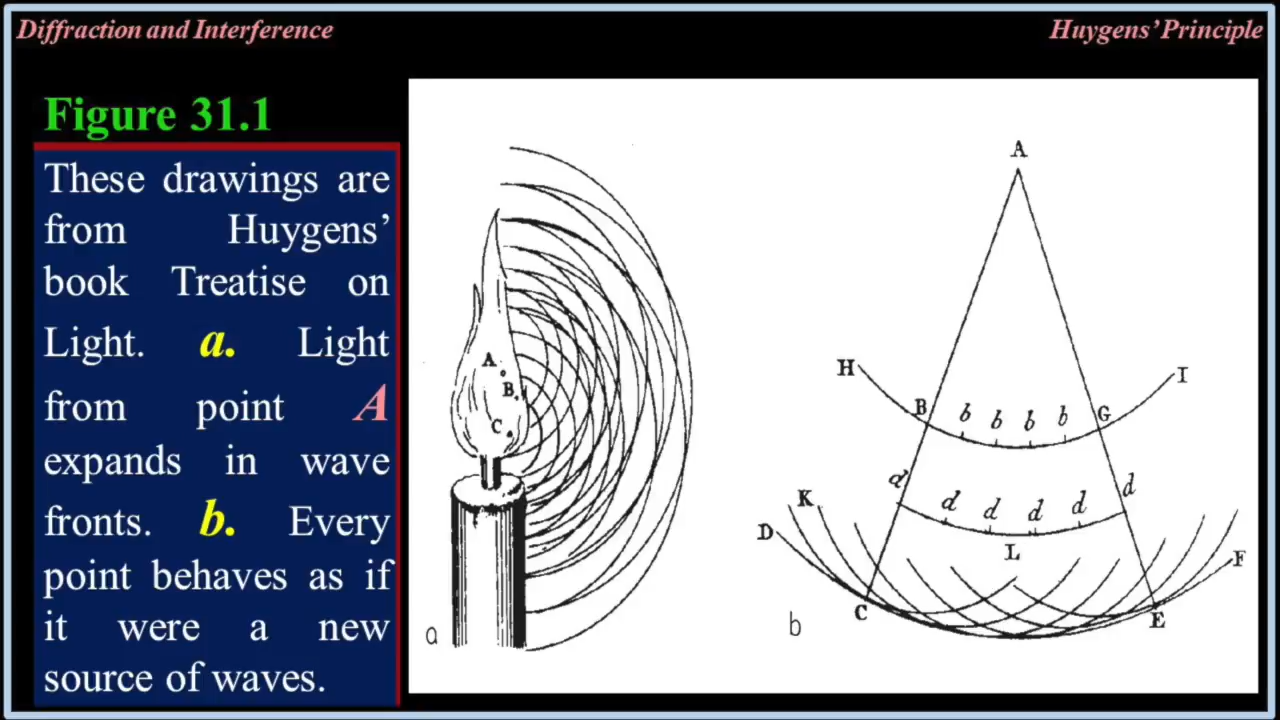 Diffraction and Interference
Huygens' Principle
Figure 31.1
These drawings are
from Huygens'
book Treatise on
Light. a. Light
from point A
expands in wave
fronts. b. Every
point behaves as if
it were a new
source of waves.
A
B
C
a
A
H
I
B b b b b G
d d d d d d
K
L
D
F
C
E
b